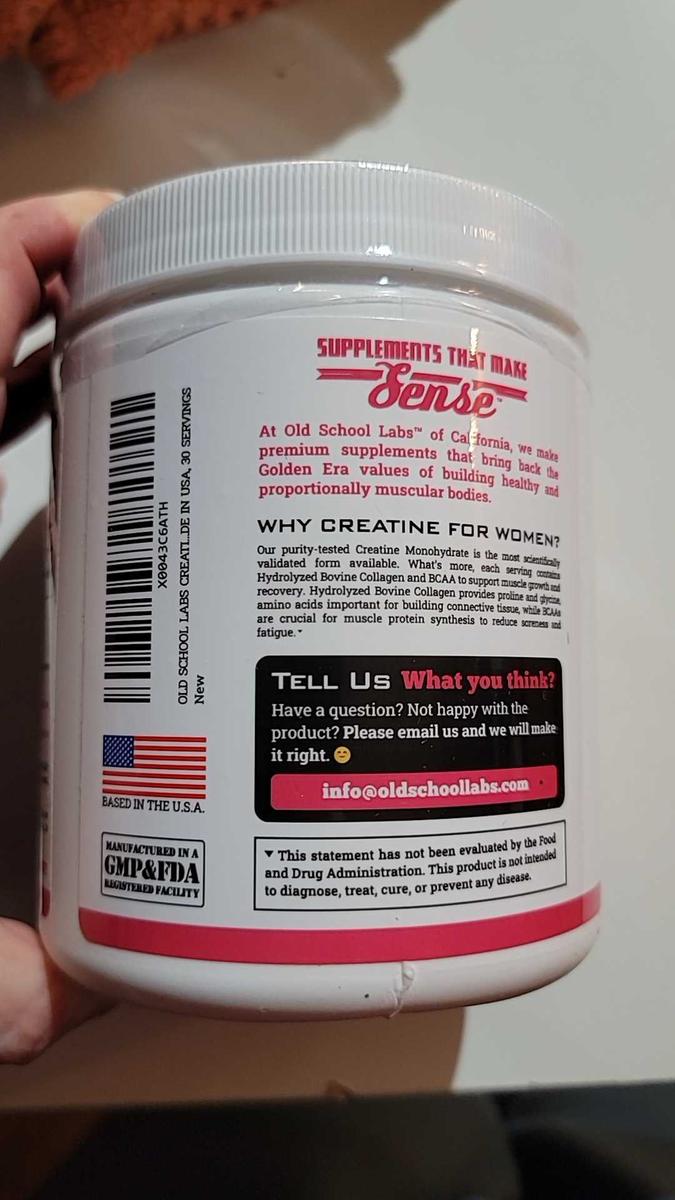 SUPPLEMENTS THAT MAKE
Sense™
At Old School Labs™ of California, we make
premium supplements that bring back the
Golden Era values of building healthy and
proportionally muscular bodies.
WHY CREATINE FOR WOMEN?
Our purity-tested Creatine Monohydrate is the most scientifically
validated form available. What's more, each serving contains
Hydrolyzed Bovine Collagen and BCAA to support muscle growth and
recovery. Hydrolyzed Bovine Collagen provides proline and glycine,
amino acids important for building connective tissue, while BCAAs
are crucial for muscle protein synthesis to reduce soreness and
fatigue.▾
TELL US What you think?
Have a question? Not happy with the
product? Please email us and we will make
it right. 😊
info@oldschoollabs.com
▼ This statement has not been evaluated by the Food
and Drug Administration. This product is not intended
to diagnose, treat, cure, or prevent any disease.
X0043C6ATH
OLD SCHOOL LABS CREATI...DE IN USA, 30 SERVINGS
New
BASED IN THE U.S.A.
MANUFACTURED IN A
GMP&FDA
REGISTERED FACILITY